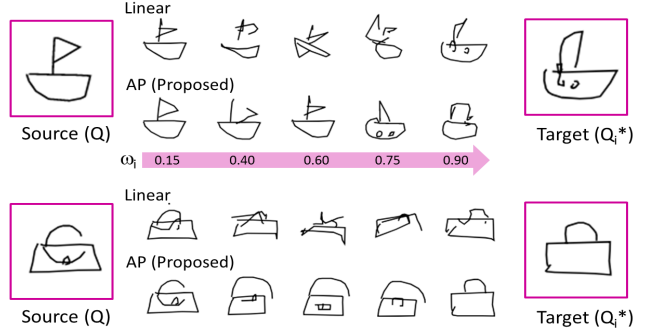 Linear
AP (Proposed)
Source (Q)
Target (Qi*)
ωi 0.15 0.40 0.60 0.75 0.90
Linear
AP (Proposed)
Source (Q)
Target (Qi*)